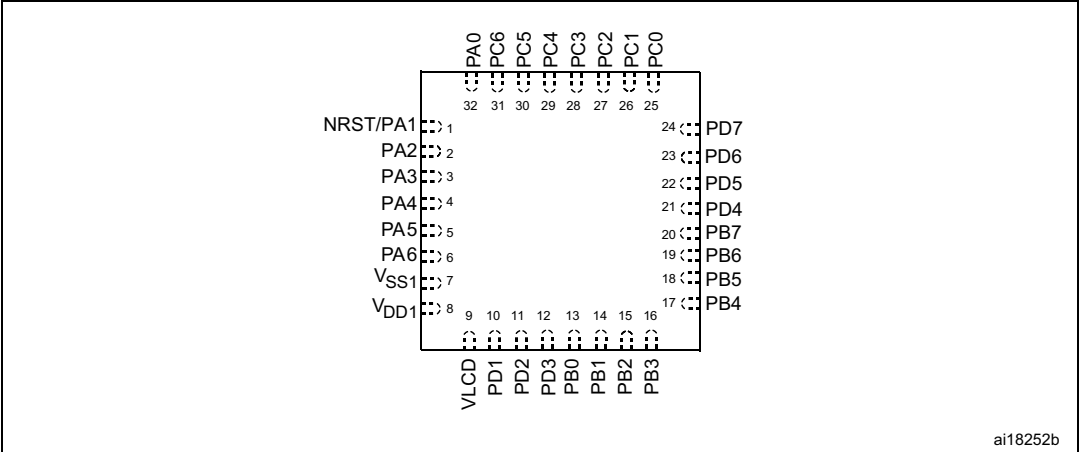 PA0 PC6 PC5 PC4 PC3 PC2 PC1 PC0
32 31 30 29 28 27 26 25
NRST/PA1 1
PA2 2
PA3 3
PA4 4
PA5 5
PA6 6
VSS1 7
VDD1 8
24 PD7
23 PD6
22 PD5
21 PD4
20 PB7
19 PB6
18 PB5
17 PB4
9 10 11 12 13 14 15 16
VLCD PD1 PD2 PD3 PB0 PB1 PB2 PB3
ai18252b